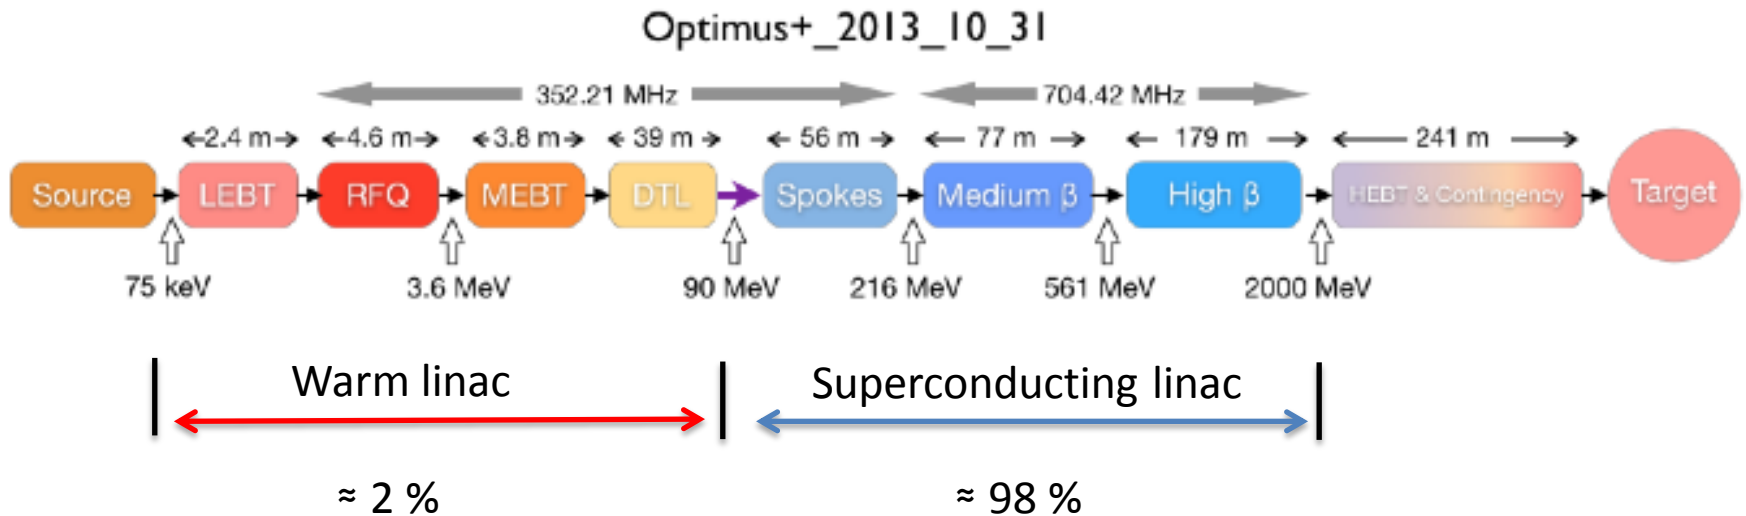 Optimus+_2013_10_31
352.21 MHz 704.42 MHz
2.4 m 4.6 m 3.8 m 39 m 56 m 77 m 179 m 241 m
Source LEBT RFQ MEBT DTL Spokes Medium β High β HEBT & Contingency Target
75 keV 3.6 MeV 90 MeV 216 MeV 561 MeV 2000 MeV
Warm linac Superconducting linac
≈ 2 % ≈ 98 %